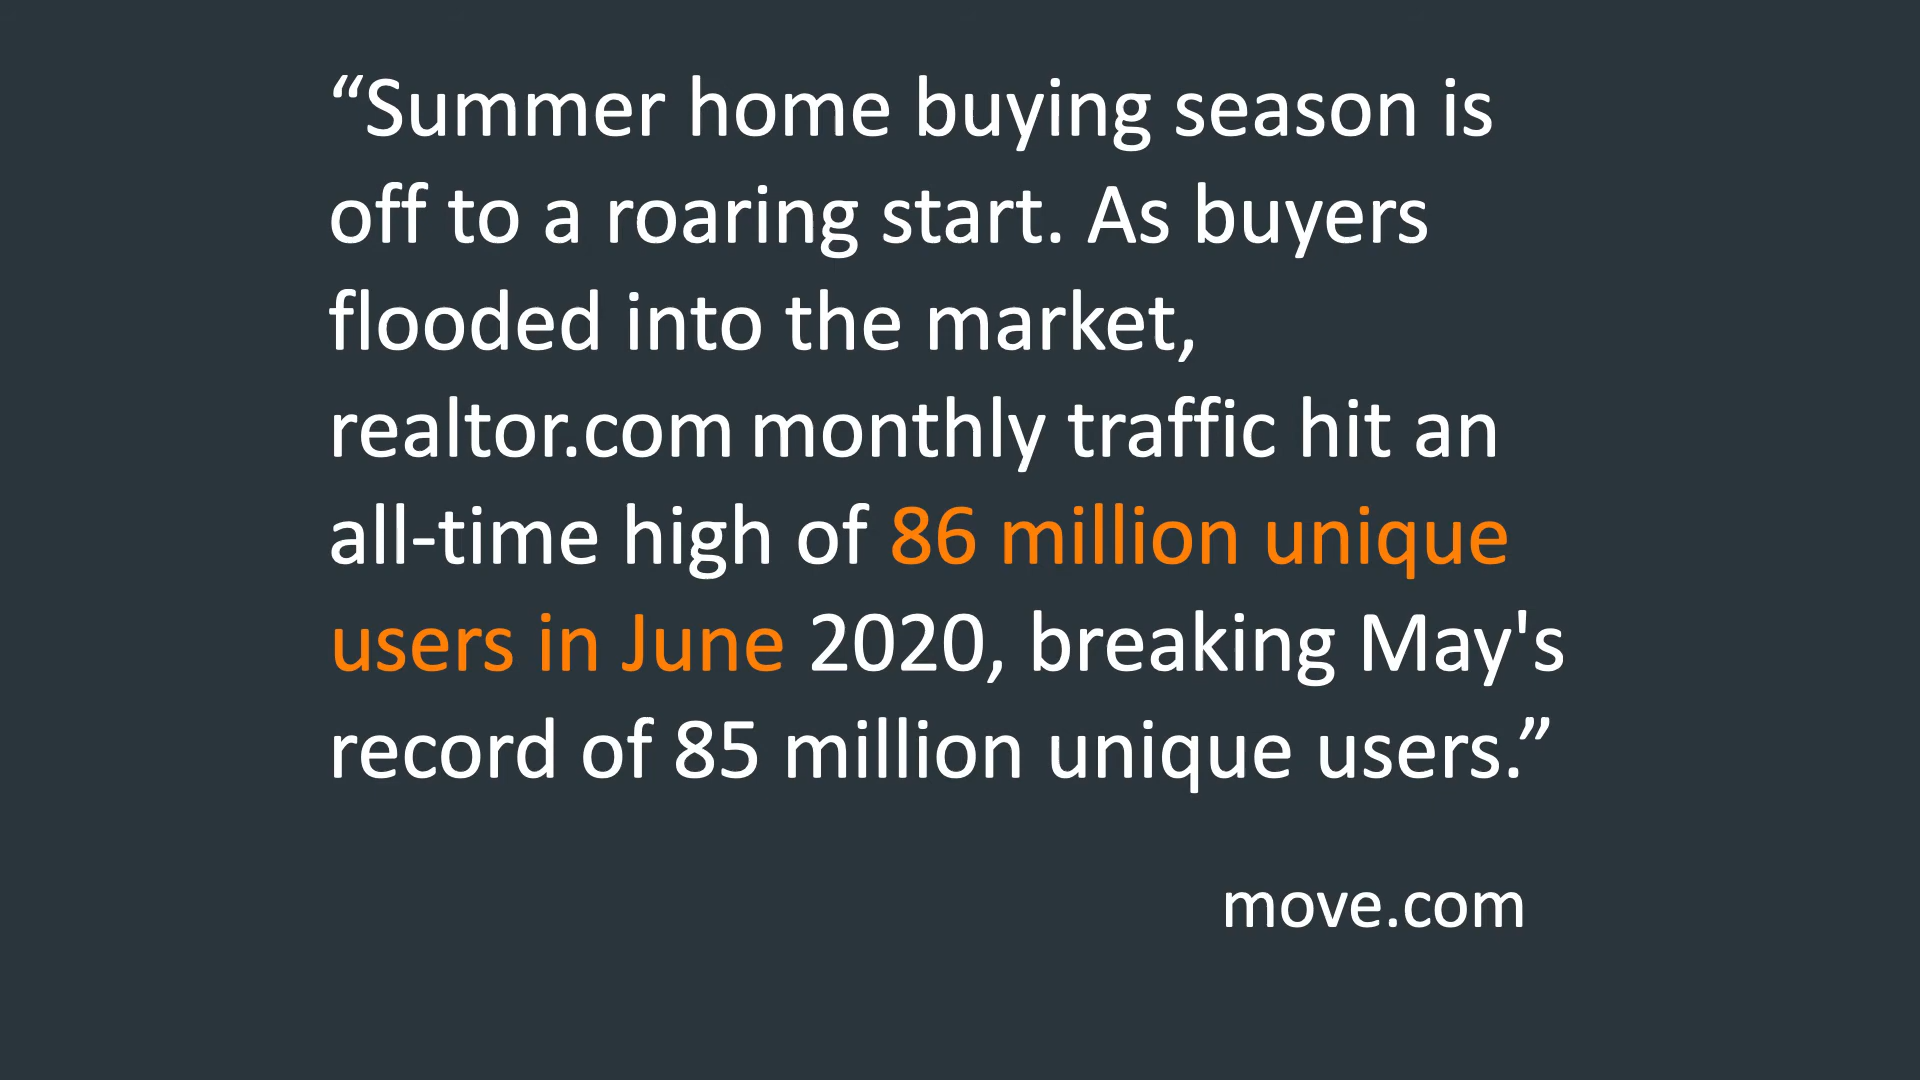 “Summer home buying season is
off to a roaring start. As buyers
flooded into the market,
realtor.com monthly traffic hit an
all-time high of 86 million unique
users in June 2020, breaking May's
record of 85 million unique users.”
move.com